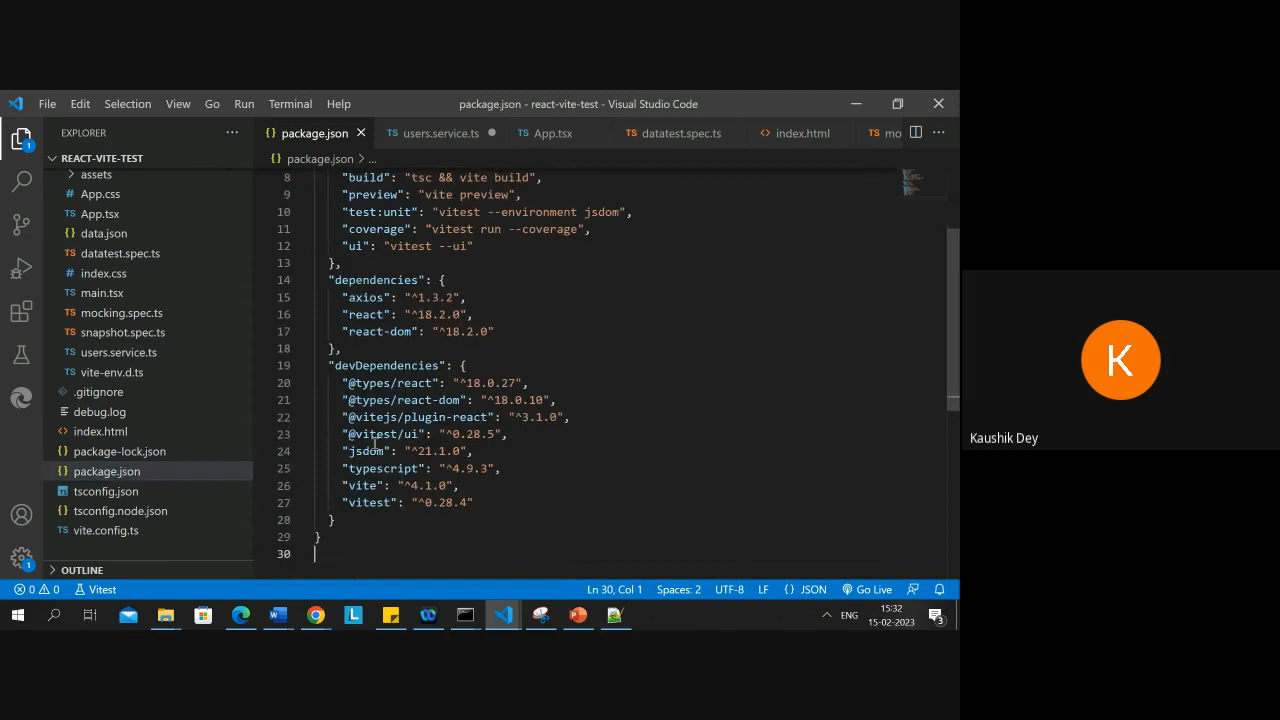 File Edit Selection View Go Run Terminal Help
package.json - react-vite-test - Visual Studio Code
EXPLORER
REACT-VITE-TEST
assets
App.css
App.tsx
data.json
datatest.spec.ts
index.css
main.tsx
mocking.spec.ts
snapshot.spec.ts
users.service.ts
vite-env.d.ts
.gitignore
debug.log
index.html
package-lock.json
package.json
tsconfig.json
tsconfig.node.json
vite.config.ts
OUTLINE
package.json users.service.ts App.tsx datatest.spec.ts index.html mo
package.json > ...
8 "build": "tsc && vite build",
9 "preview": "vite preview",
10 "test:unit": "vitest --environment jsdom",
11 "coverage": "vitest run --coverage",
12 "ui": "vitest --ui"
13 },
14 "dependencies": {
15 "axios": "^1.3.2",
16 "react": "^18.2.0",
17 "react-dom": "^18.2.0"
18 },
19 "devDependencies": {
20 "@types/react": "^18.0.27",
21 "@types/react-dom": "^18.0.10",
22 "@vitejs/plugin-react": "^3.1.0",
23 "@vitest/ui": "^0.28.5",
24 "jsdom": "^21.1.0",
25 "typescript": "^4.9.3",
26 "vite": "^4.1.0",
27 "vitest": "^0.28.4"
28 }
29 }
30
0 0 Vitest Ln 30, Col 1 Spaces: 2 UTF-8 LF {} JSON Go Live
ENG
15:32
15-02-2023
3
K
Kaushik Dey